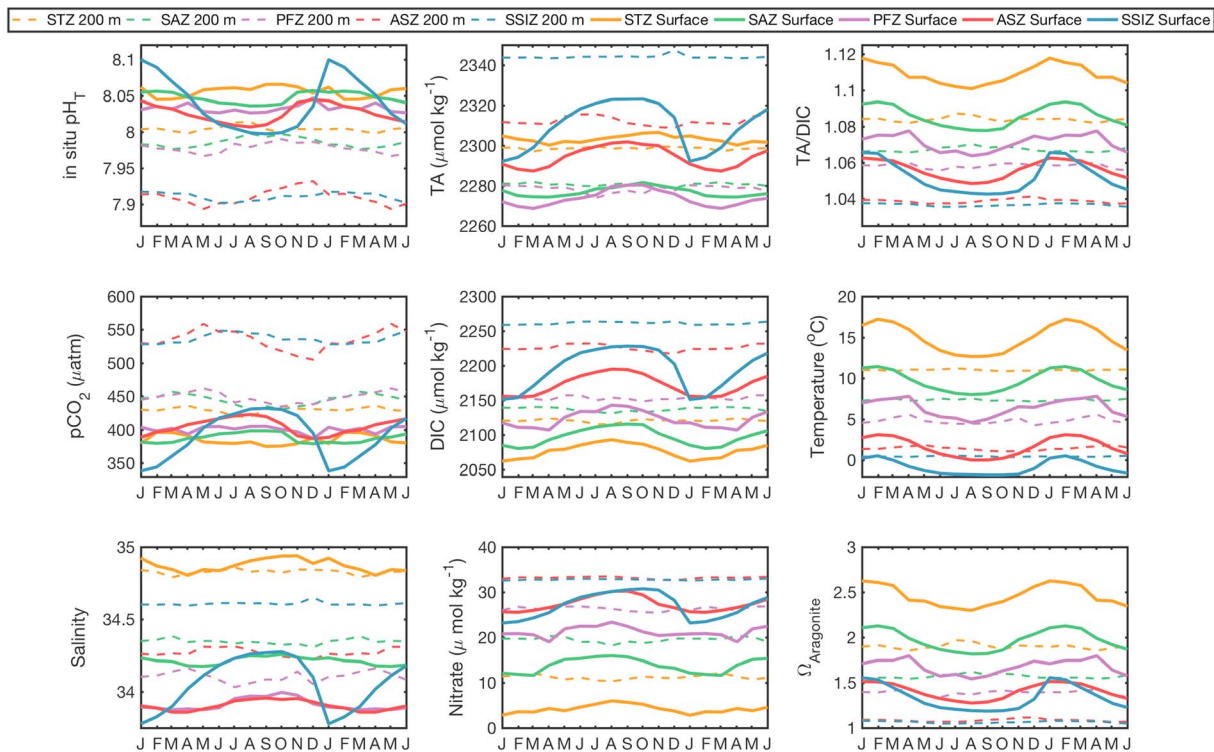 STZ 200 m SAZ 200 m PFZ 200 m ASZ 200 m SSIZ 200 m STZ Surface SAZ Surface PFZ Surface ASZ Surface SSIZ Surface
in situ pH_T
8.1
8.05
8
7.95
7.9
J F M A M J J A S O N D J F M A M J
TA (μmol kg⁻¹)
2340
2320
2300
2280
2260
J F M A M J J A S O N D J F M A M J
TA/DIC
1.12
1.1
1.08
1.06
1.04
J F M A M J J A S O N D J F M A M J
pCO₂ (μatm)
600
550
500
450
400
350
J F M A M J J A S O N D J F M A M J
DIC (μmol kg⁻¹)
2300
2250
2200
2150
2100
2050
J F M A M J J A S O N D J F M A M J
Temperature (°C)
20
15
10
5
0
J F M A M J J A S O N D J F M A M J
Salinity
35
34.5
34
J F M A M J J A S O N D J F M A M J
Nitrate (μ mol kg⁻¹)
40
30
20
10
0
J F M A M J J A S O N D J F M A M J
Ω_Aragonite
3
2.5
2
1.5
1
J F M A M J J A S O N D J F M A M J